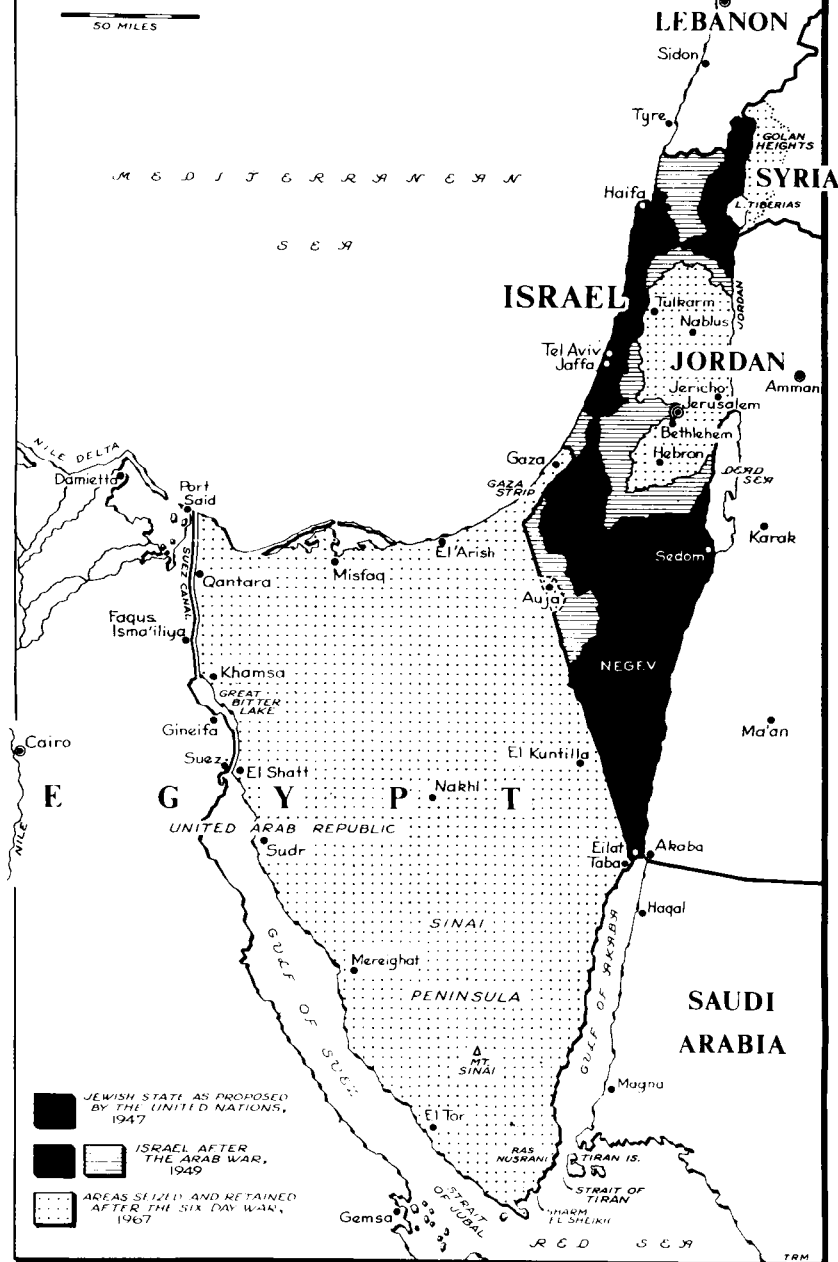 50 MILES
LEBANON
Sidon
Tyre
GOLAN
HEIGHTS
SYRIA
MEDITERRANEAN
Haifa
L. TIBERIAS
SEA
ISRAEL
Tulkarm
Nablus
JORDAN
Tel Aviv
Jaffa
JORDAN
Jericho
Amman
Jerusalem
Bethlehem
Hebron
NILE DELTA
Damietta
Port
Said
Gaza
GAZA
STRIP
DEAD
SEA
El'Arish
Misfaq
Karak
Sedom
SUEZ CANAL
Qantara
Auja
Faqus
Isma'iliya
NEGEV
Khamsa
GREAT
BITTER
LAKE
Gineifa
Ma'an
Cairo
El Kuntilla
Suez
El Shatt
Nakhl
EGYPT
UNITED ARAB REPUBLIC
NILE
Sudr
Eilat
Akaba
Taba
Haqal
SINAI
GULF OF AKABA
GULF OF SUEZ
Mereighat
PENINSULA
SAUDI
ARABIA
MT.
SINAI
Magna
JEWISH STATE AS PROPOSED
BY THE UNITED NATIONS,
1947
El Tor
ISRAEL AFTER
THE ARAB WAR,
1949
RAS
NUSRANI
TIRAN IS.
STRAIT OF
TIRAN
AREAS SEIZED AND RETAINED
AFTER THE SIX DAY WAR,
1967
Gemsa
STRAIT
OF
JUBAL
SHARM
EL SHEIKH
RED SEA
TRM